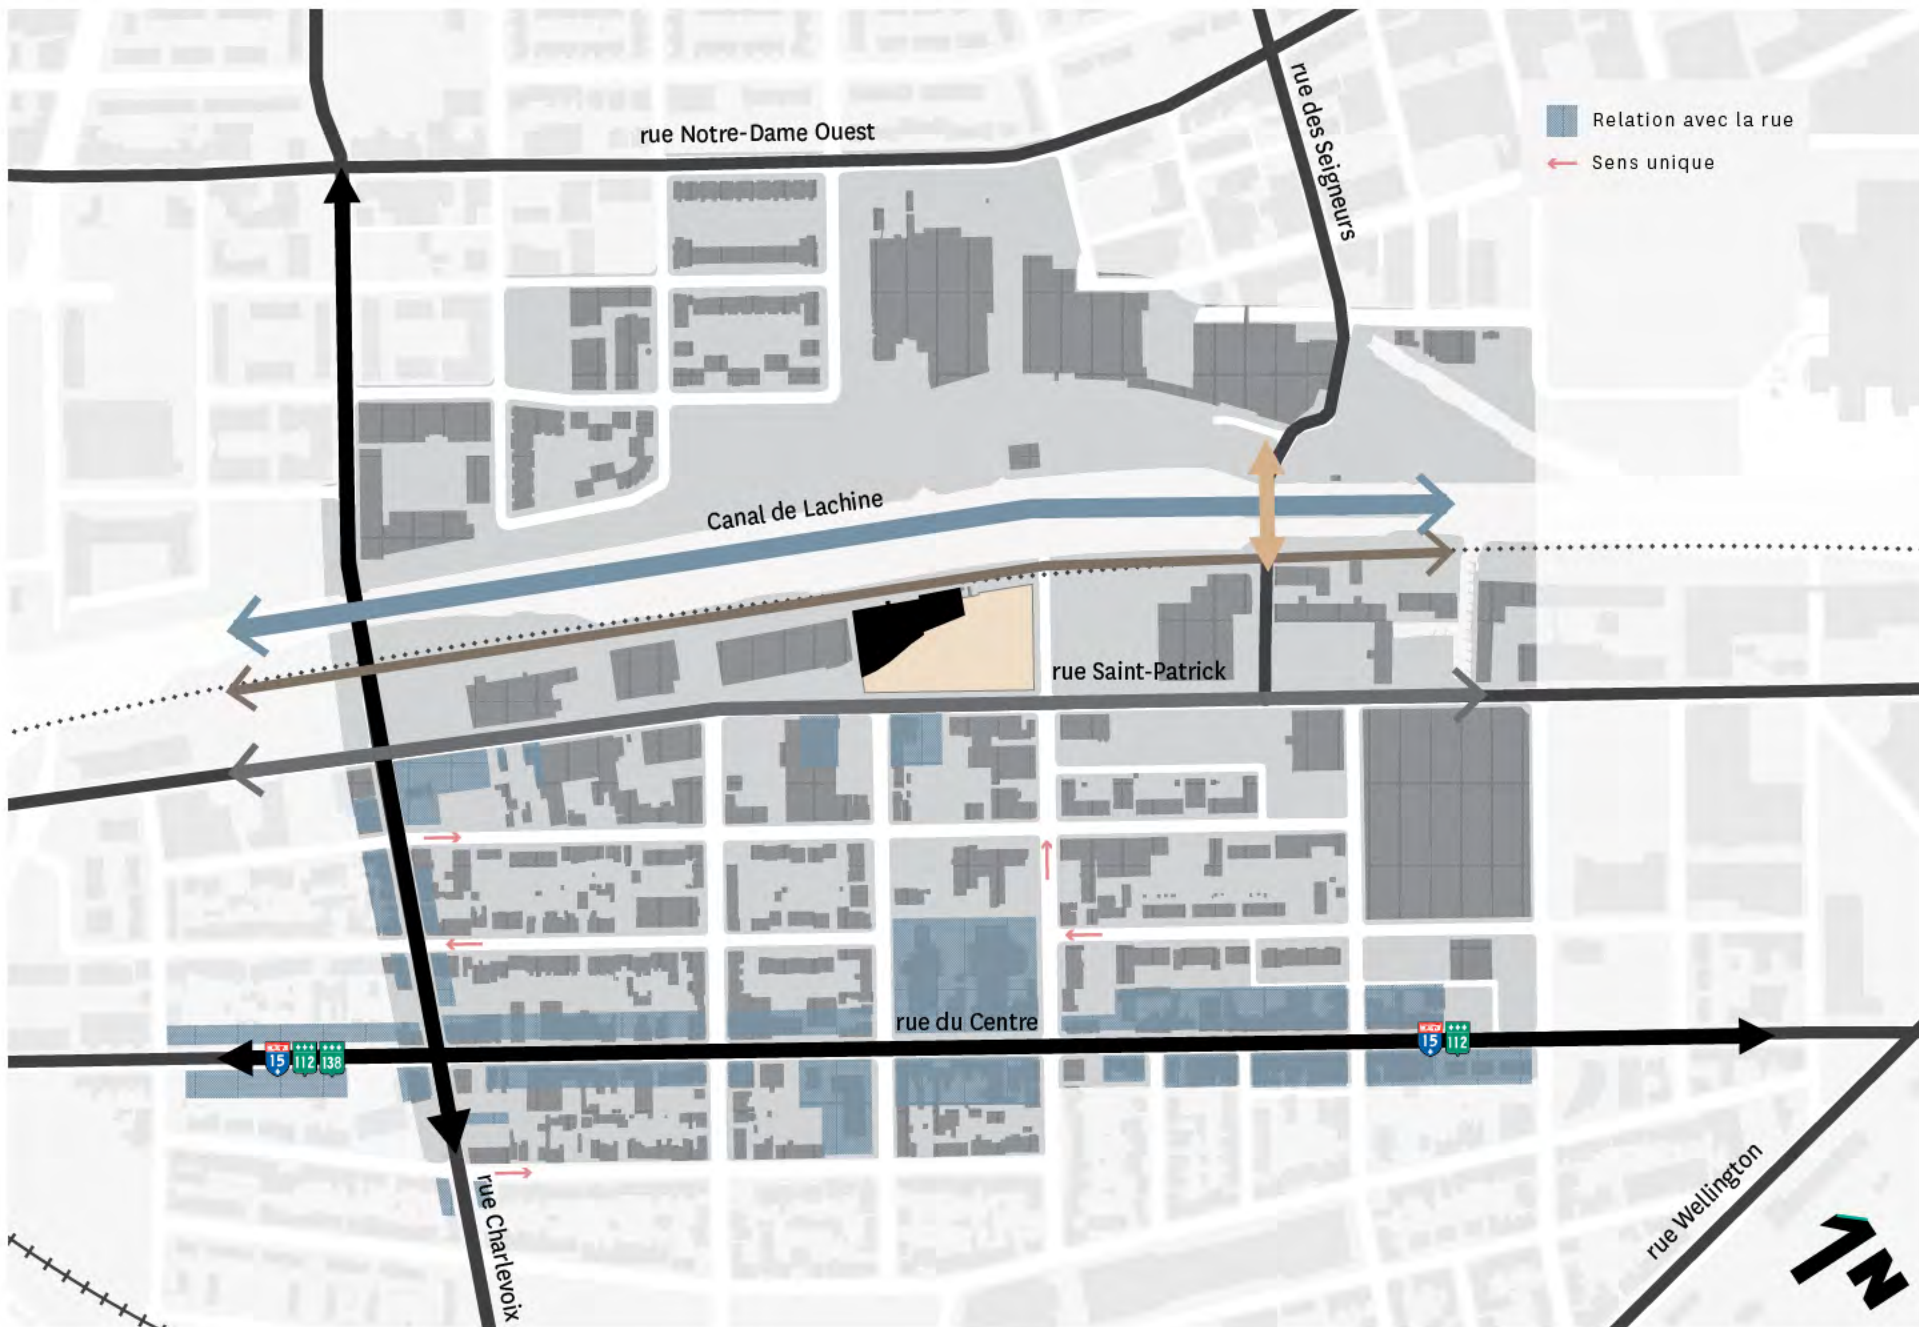 rue Notre-Dame Ouest
rue des Seigneurs
Relation avec la rue
Sens unique
Canal de Lachine
rue Saint-Patrick
rue du Centre
15
112
138
15
112
rue Charlevoix
rue Wellington
N